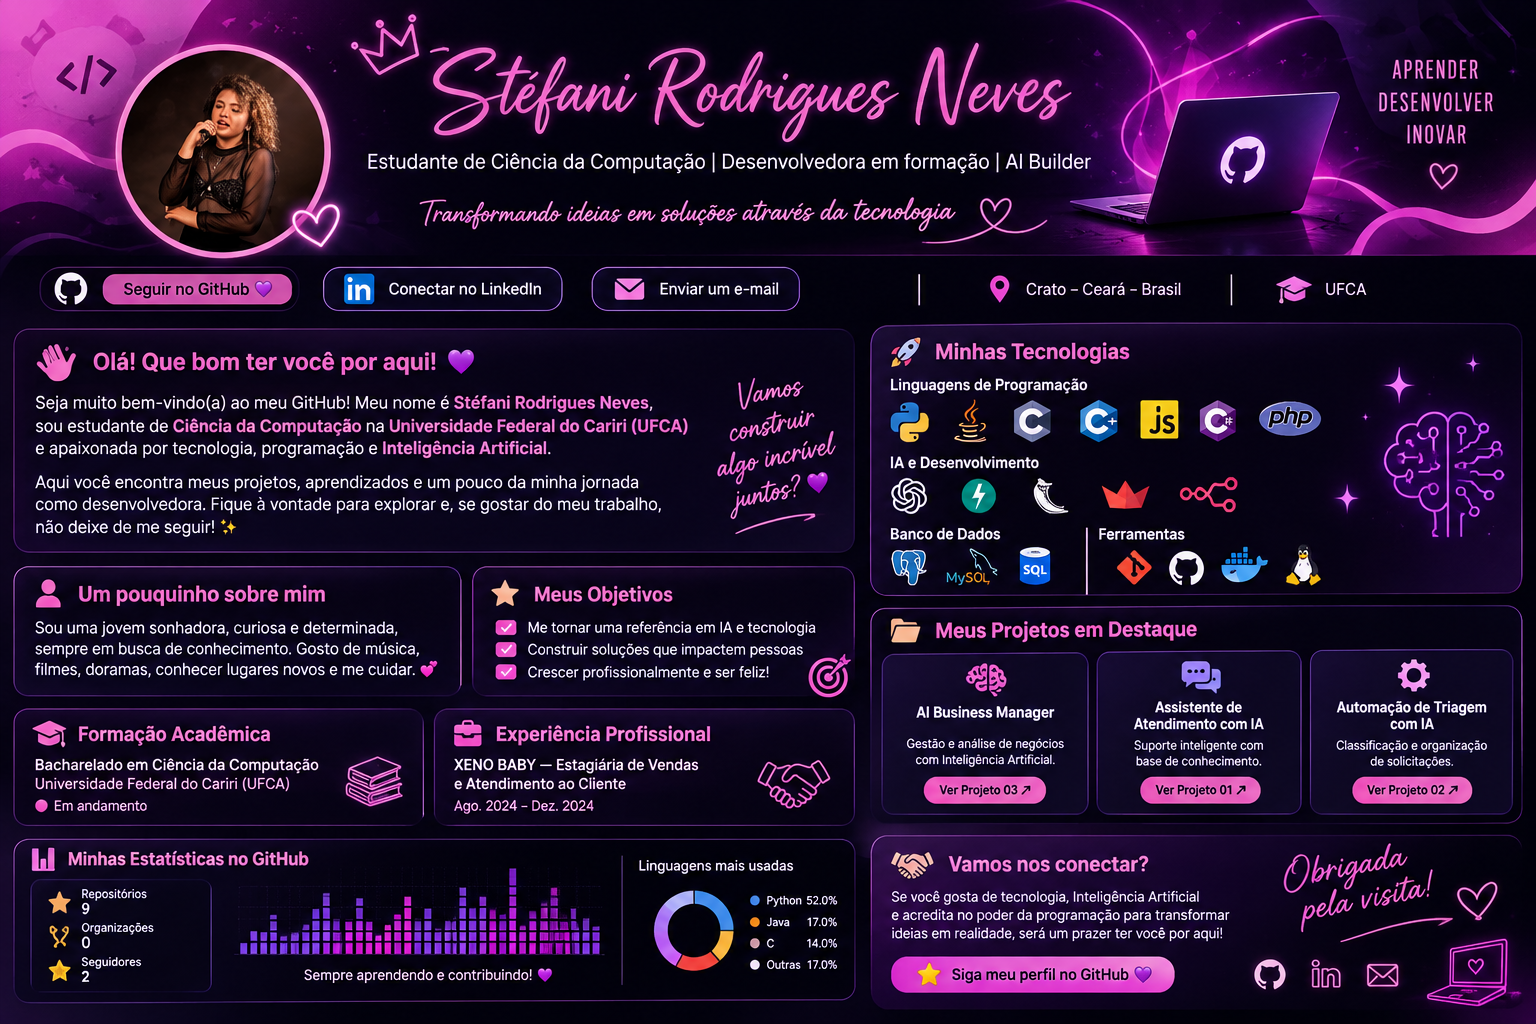 </>
Stéfani Rodrigues Neves
Estudante de Ciência da Computação | Desenvolvedora em formação | AI Builder
Transformando ideias em soluções através da tecnologia
APRENDER
DESENVOLVER
INOVAR
Seguir no GitHub 💜
in Conectar no LinkedIn
Enviar um e-mail
Crato – Ceará – Brasil
UFCA
Olá! Que bom ter você por aqui! 💜
Seja muito bem-vindo(a) ao meu GitHub! Meu nome é Stéfani Rodrigues Neves,
sou estudante de Ciência da Computação na Universidade Federal do Cariri (UFCA)
e apaixonada por tecnologia, programação e Inteligência Artificial.
Aqui você encontra meus projetos, aprendizados e um pouco da minha jornada
como desenvolvedora. Fique à vontade para explorar e, se gostar do meu trabalho,
não deixe de me seguir! ✨
Vamos
construir
algo incrível
juntos? 💜
Um pouquinho sobre mim
Sou uma jovem sonhadora, curiosa e determinada,
sempre em busca de conhecimento. Gosto de música,
filmes, doramas, conhecer lugares novos e me cuidar. 💕
Meus Objetivos
Me tornar uma referência em IA e tecnologia
Construir soluções que impactem pessoas
Crescer profissionalmente e ser feliz!
Formação Acadêmica
Bacharelado em Ciência da Computação
Universidade Federal do Cariri (UFCA)
Em andamento
Experiência Profissional
XENO BABY — Estagiária de Vendas
e Atendimento ao Cliente
Ago. 2024 – Dez. 2024
Minhas Estatísticas no GitHub
Repositórios
9
Organizações
0
Seguidores
2
Sempre aprendendo e contribuindo! 💜
Linguagens mais usadas
Python 52.0%
Java 17.0%
C 14.0%
Outras 17.0%
Minhas Tecnologias
Linguagens de Programação
C C+ JS C# php
IA e Desenvolvimento
Banco de Dados
MySQL SQL
Ferramentas
Meus Projetos em Destaque
AI Business Manager
Gestão e análise de negócios
com Inteligência Artificial.
Ver Projeto 03 ↗
Assistente de
Atendimento com IA
Suporte inteligente com
base de conhecimento.
Ver Projeto 01 ↗
Automação de Triagem
com IA
Classificação e organização
de solicitações.
Ver Projeto 02 ↗
Vamos nos conectar?
Se você gosta de tecnologia, Inteligência Artificial
e acredita no poder da programação para transformar
ideias em realidade, será um prazer ter você por aqui!
Siga meu perfil no GitHub 💜
Obrigada
pela visita!
in